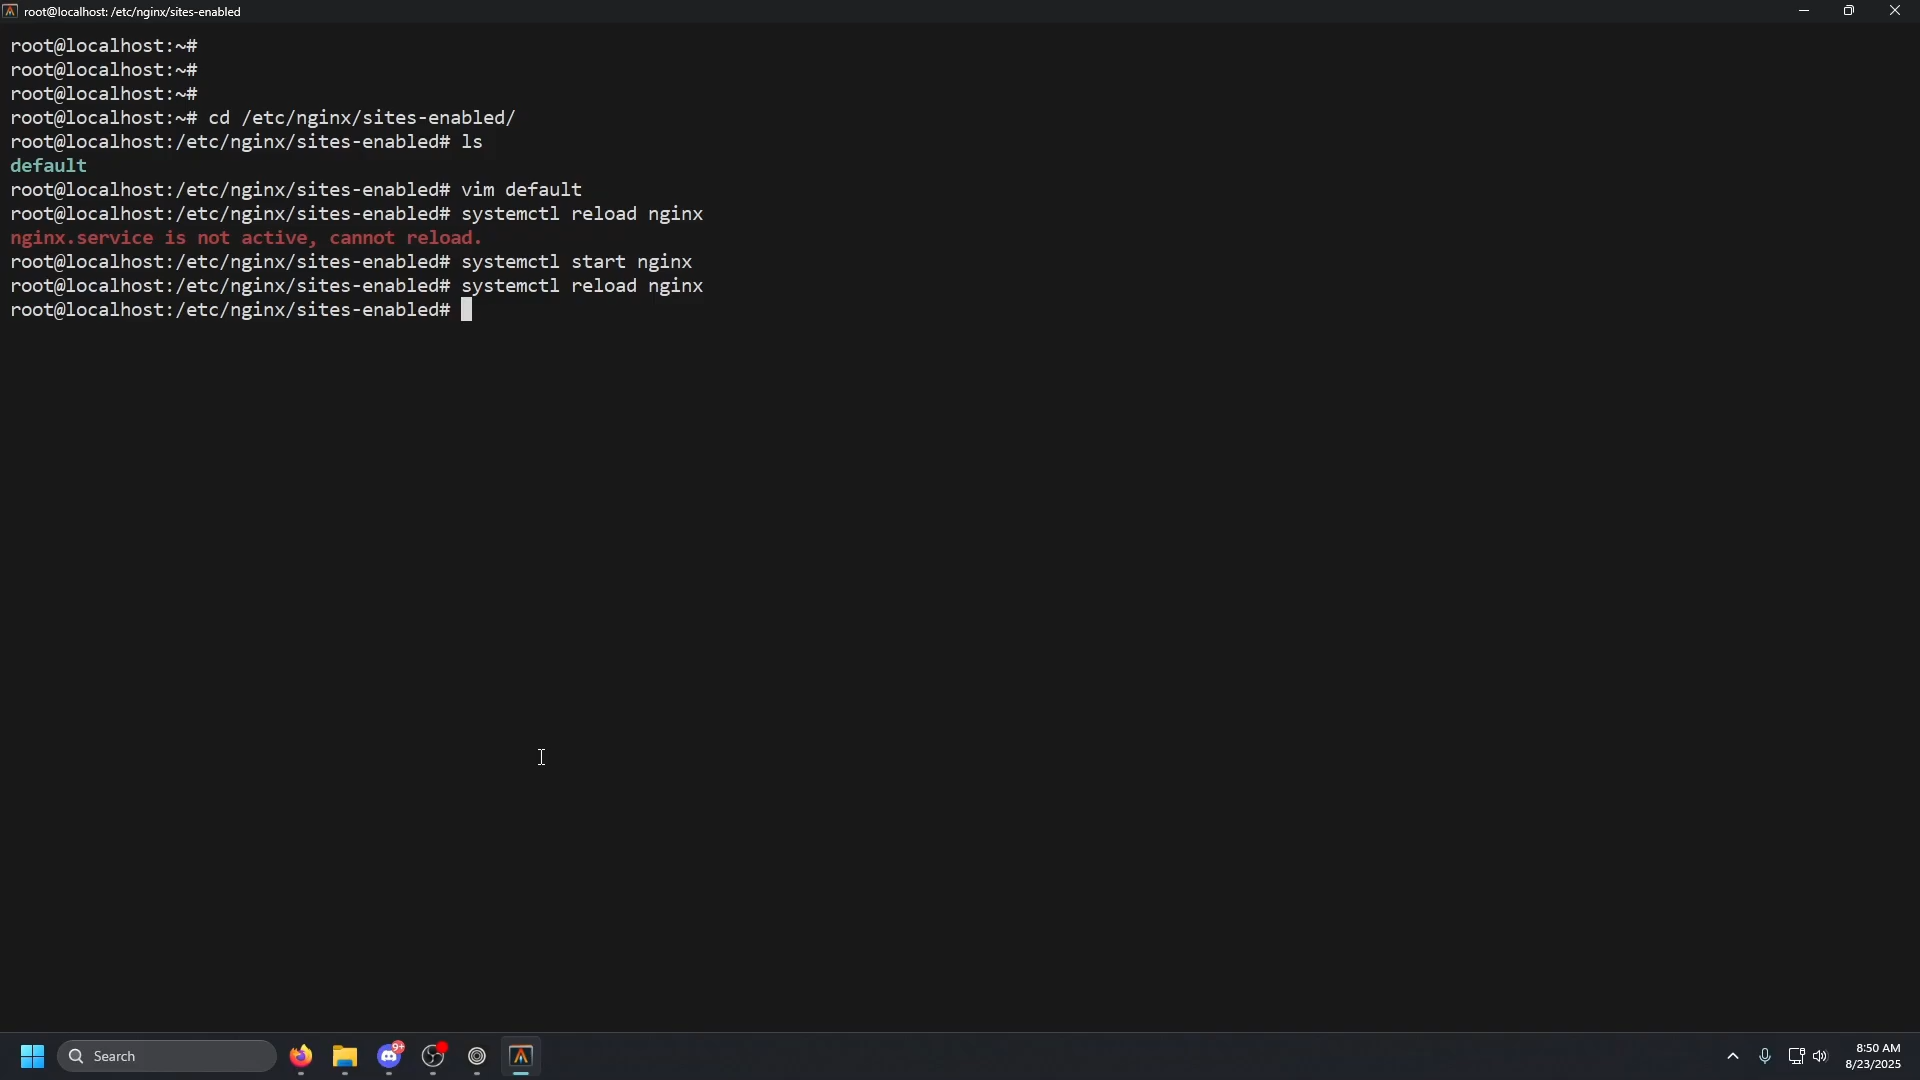 root@localhost: /etc/nginx/sites-enabled
root@localhost:~#
root@localhost:~#
root@localhost:~#
root@localhost:~# cd /etc/nginx/sites-enabled/
root@localhost:/etc/nginx/sites-enabled# ls
default
root@localhost:/etc/nginx/sites-enabled# vim default
root@localhost:/etc/nginx/sites-enabled# systemctl reload nginx
nginx.service is not active, cannot reload.
root@localhost:/etc/nginx/sites-enabled# systemctl start nginx
root@localhost:/etc/nginx/sites-enabled# systemctl reload nginx
root@localhost:/etc/nginx/sites-enabled#
Search
9+
8:50 AM
8/23/2025